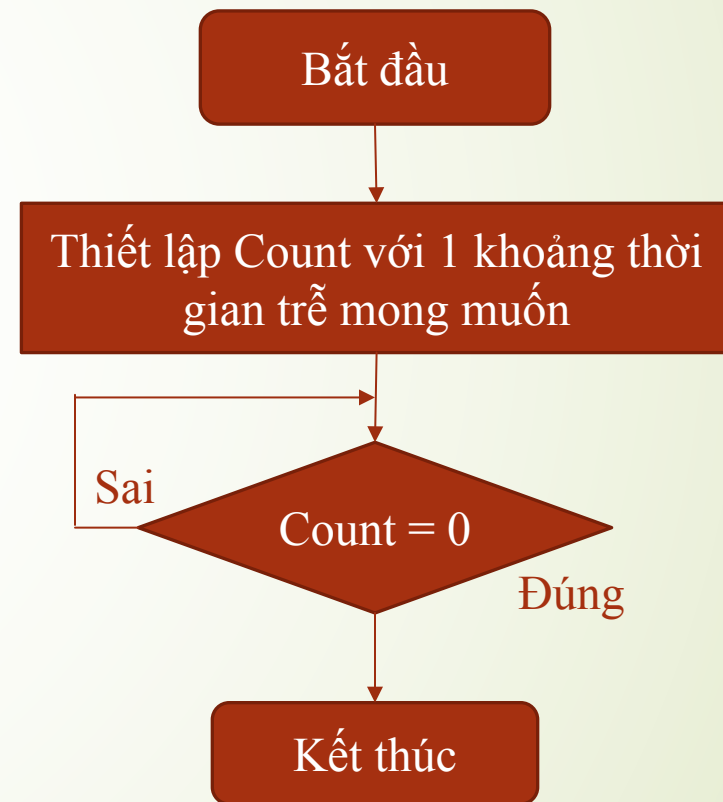 Bắt đầu
Thiết lập Count với 1 khoảng thời
gian trễ mong muốn
Sai
Count = 0
Đúng
Kết thúc